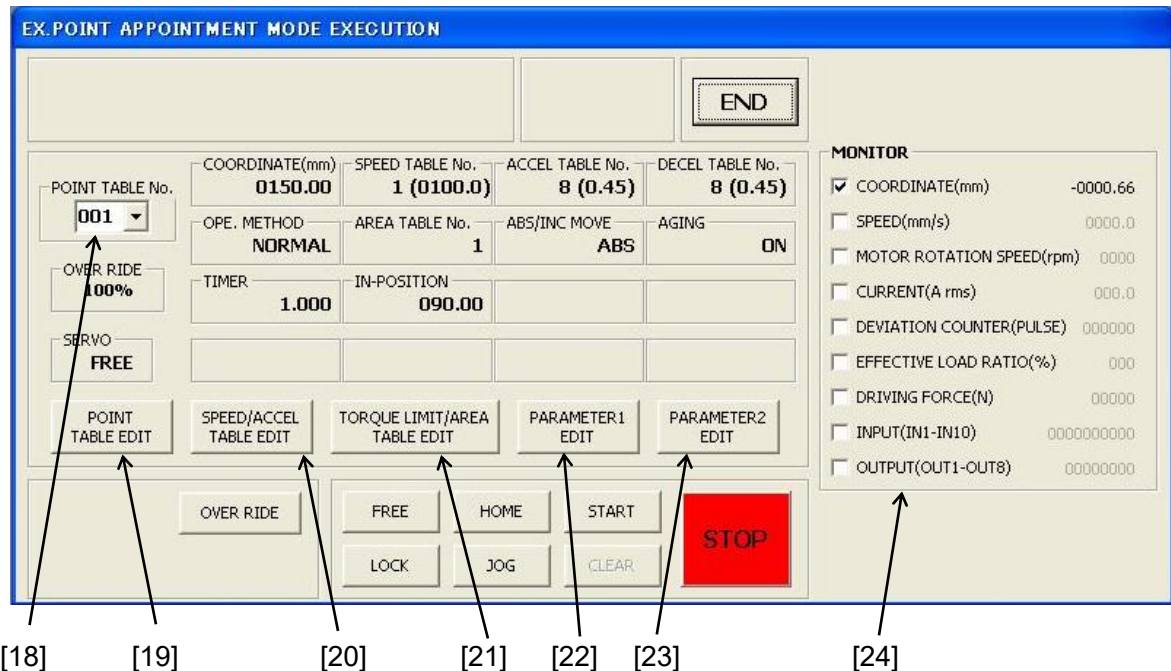 EX.POINT APPOINTMENT MODE EXECUTION
END
POINT TABLE No.
001
COORDINATE(mm)
0150.00
SPEED TABLE No.
1 (0100.0)
ACCEL TABLE No.
8 (0.45)
DECEL TABLE No.
8 (0.45)
OPE. METHOD
NORMAL
AREA TABLE No.
1
ABS/INC MOVE
ABS
AGING
ON
OVER RIDE
100%
TIMER
1.000
IN-POSITION
090.00
SERVO
FREE
POINT
TABLE EDIT
SPEED/ACCEL
TABLE EDIT
TORQUE LIMIT/AREA
TABLE EDIT
PARAMETER1
EDIT
PARAMETER2
EDIT
OVER RIDE
FREE
HOME
START
LOCK
JOG
CLEAR
STOP
MONITOR
COORDINATE(mm) -0000.66
SPEED(mm/s) 0000.0
MOTOR ROTATION SPEED(rpm) 0000
CURRENT(A rms) 000.0
DEVIATION COUNTER(PULSE) 000000
EFFECTIVE LOAD RATIO(%) 000
DRIVING FORCE(N) 00000
INPUT(IN1-IN10) 0000000000
OUTPUT(OUT1-OUT8) 00000000
[18] [19] [20] [21] [22] [23] [24]